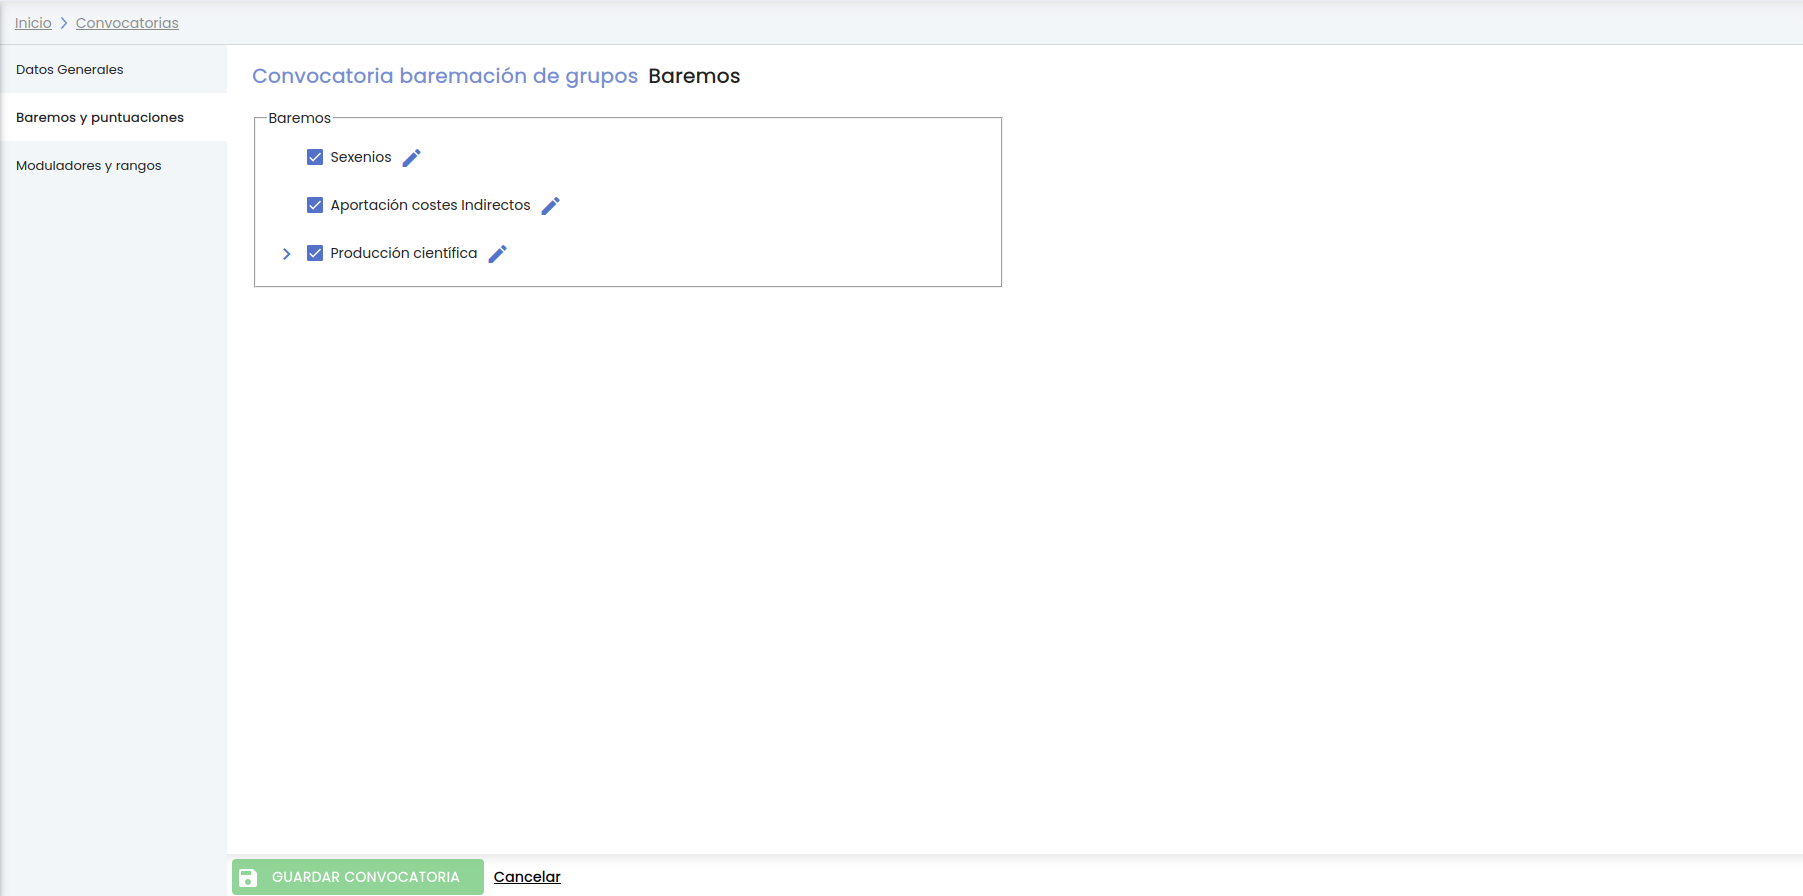 Inicio Convocatorias
Datos Generales
Baremos y puntuaciones
Moduladores y rangos
Convocatoria baremación de grupos Baremos
Baremos
Sexenios
Aportación costes Indirectos
Producción científica
GUARDAR CONVOCATORIA Cancelar